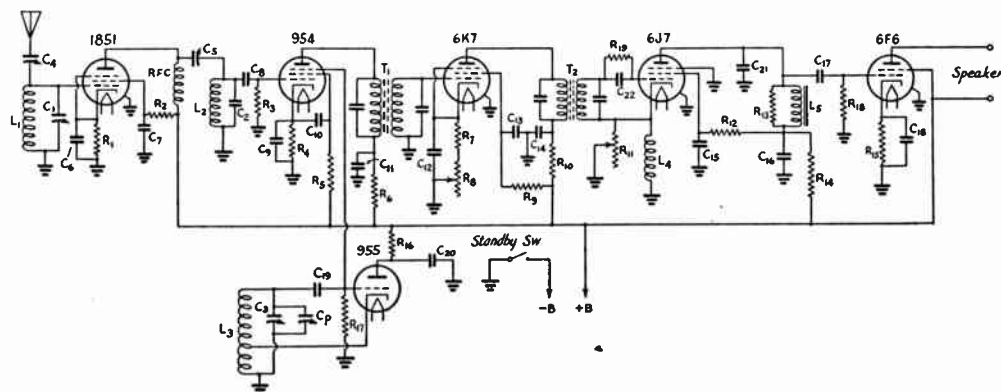 1851
954
6K7
6J7
6F6
C4
C5
RFC
C8
T1
R19
T2
C22
C21
C17
Speaker
L1
C1
R2
C7
C6
R1
L2
C2
R3
C9
R4
C10
R5
C11
R6
C12
R7
R8
C13
C14
R10
R9
R11
L4
C15
R12
R13
L5
C16
R14
R18
R15
C18
955
R16
C20
Standby Sw
-B
+B
C19
L3
C3
Cp
R17